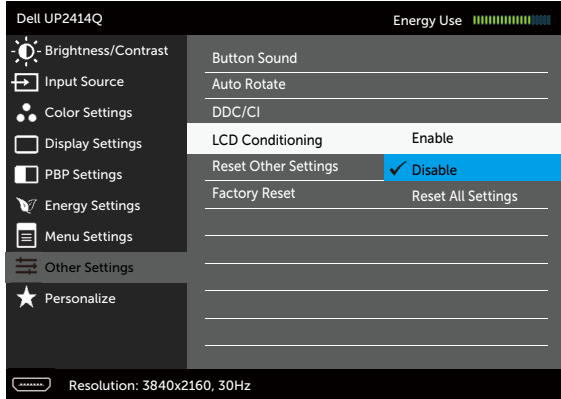 Dell UP2414Q
Energy Use
Brightness/Contrast
Input Source
Color Settings
Display Settings
PBP Settings
Energy Settings
Menu Settings
Other Settings
Personalize
Button Sound
Auto Rotate
DDC/CI
LCD Conditioning
Enable
Reset Other Settings
Disable
Factory Reset
Reset All Settings
Resolution: 3840x2160, 30Hz